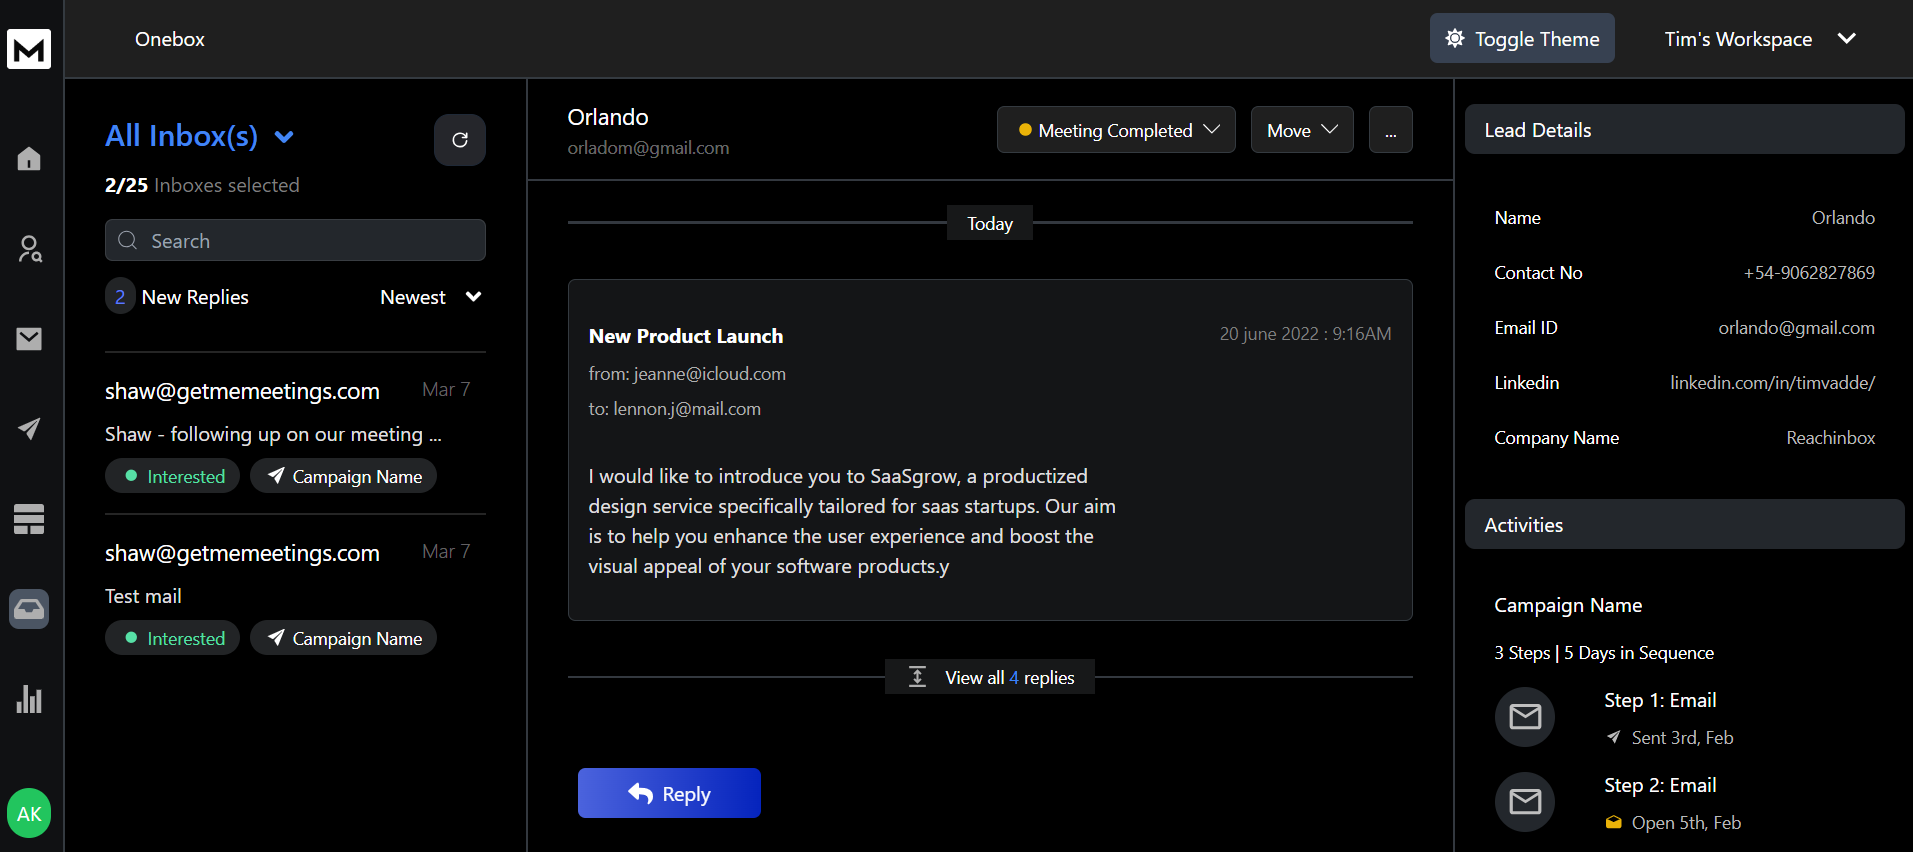 M
Onebox
Toggle Theme
Tim's Workspace
All Inbox(s)
2/25 Inboxes selected
Search
2 New Replies
Newest
shaw@getmemeetings.com
Mar 7
Shaw - following up on our meeting ...
Interested
Campaign Name
shaw@getmemeetings.com
Mar 7
Test mail
Interested
Campaign Name
AK
Orlando
orladom@gmail.com
Meeting Completed
Move
...
Today
New Product Launch
20 june 2022 : 9:16AM
from: jeanne@icloud.com
to: lennon.j@mail.com
I would like to introduce you to SaaSgrow, a productized
design service specifically tailored for saas startups. Our aim
is to help you enhance the user experience and boost the
visual appeal of your software products.y
View all 4 replies
Reply
Lead Details
Name
Orlando
Contact No
+54-9062827869
Email ID
orlando@gmail.com
Linkedin
linkedin.com/in/timvadde/
Company Name
Reachinbox
Activities
Campaign Name
3 Steps | 5 Days in Sequence
Step 1: Email
Sent 3rd, Feb
Step 2: Email
Open 5th, Feb